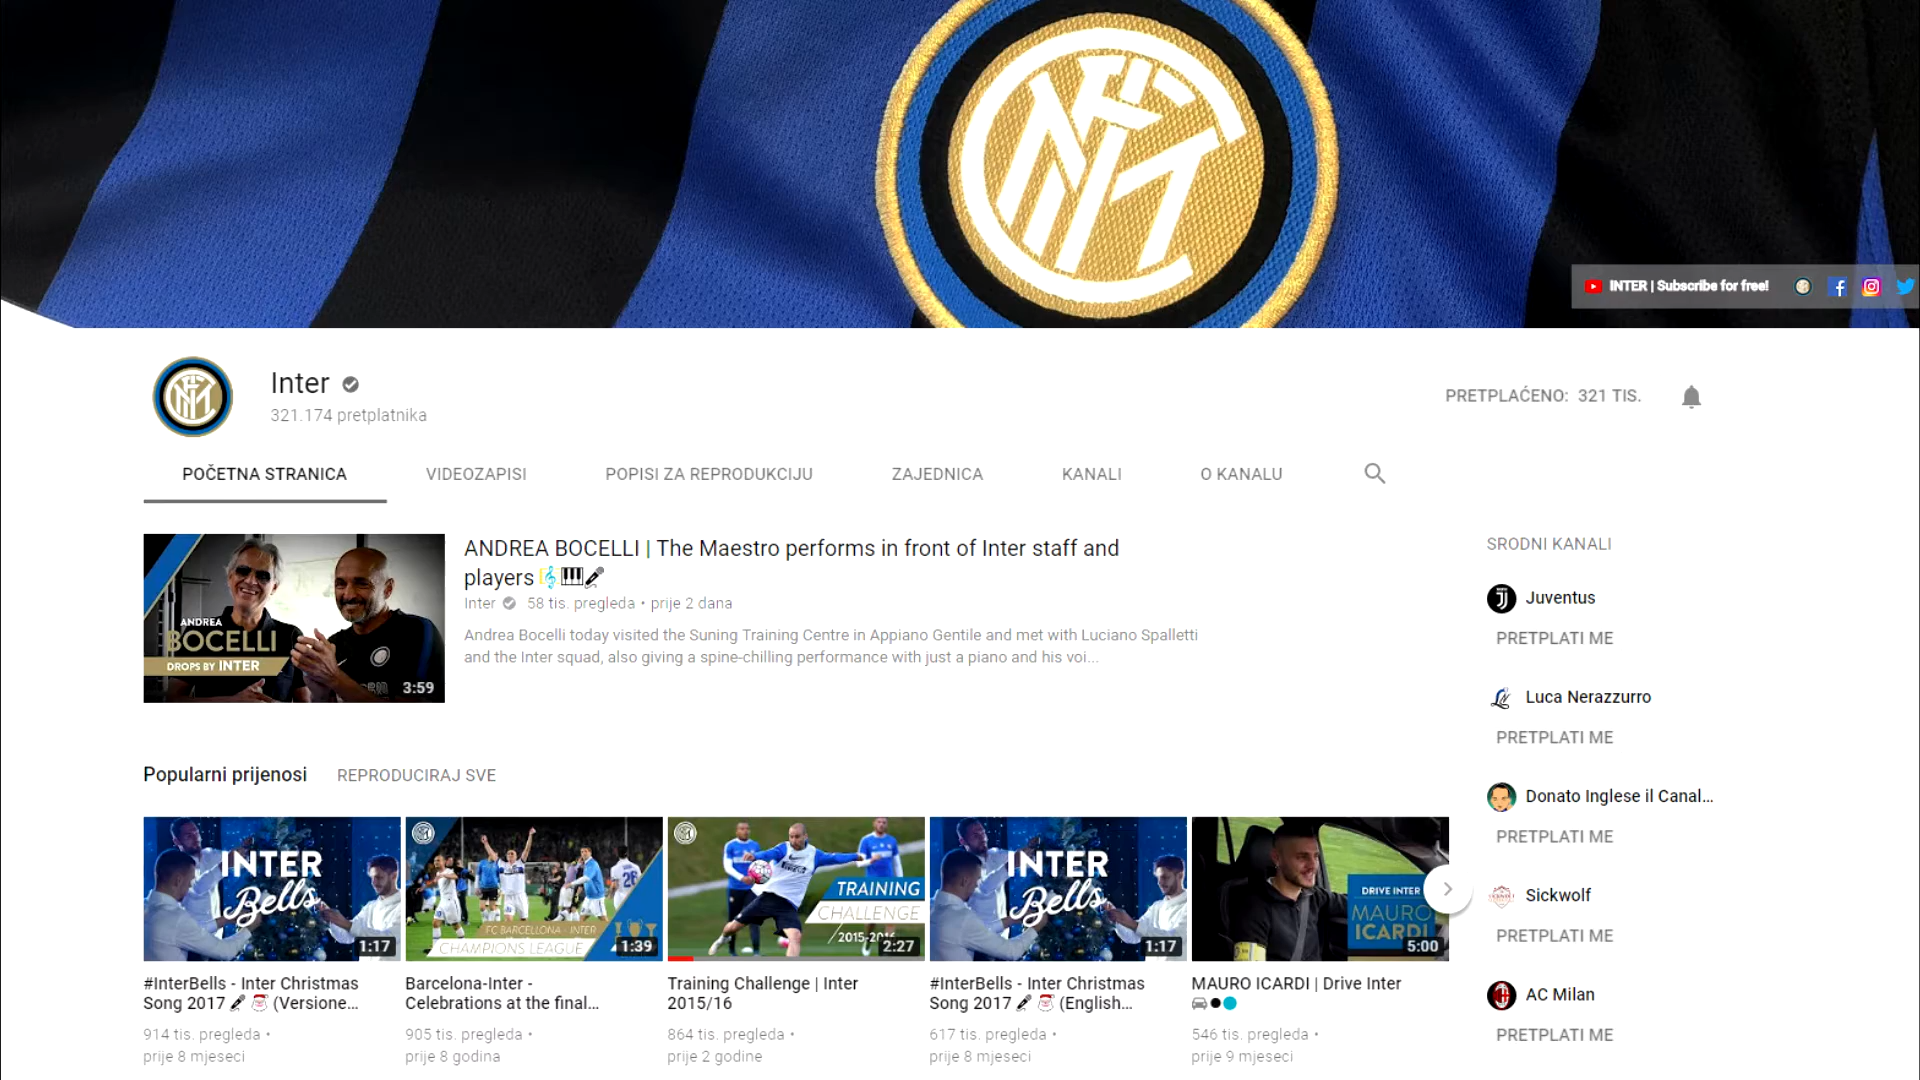 INTER | Subscribe for free!
Inter
321.174 pretplatnika
PRETPLAĆENO: 321 TIS.
POČETNA STRANICA
VIDEOZAPISI
POPISI ZA REPRODUKCIJU
ZAJEDNICA
KANALI
O KANALU
ANDREA
BOCELLI
DROPS BY INTER
3:59
ANDREA BOCELLI | The Maestro performs in front of Inter staff and
players
Inter 58 tis. pregleda • prije 2 dana
Andrea Bocelli today visited the Suning Training Centre in Appiano Gentile and met with Luciano Spalletti
and the Inter squad, also giving a spine-chilling performance with just a piano and his voi...
Popularni prijenosi
REPRODUCIRAJ SVE
INTER
Bells
1:17
#InterBells - Inter Christmas
Song 2017 (Versione...
914 tis. pregleda •
prije 8 mjeseci
26
FC BARCELLONA - INTER
CHAMPIONS LEAGUE
1:39
Barcelona-Inter -
Celebrations at the final...
905 tis. pregleda •
prije 8 godina
TRAINING
CHALLENGE
2015-2016
2:27
Training Challenge | Inter
2015/16
864 tis. pregleda •
prije 2 godine
INTER
Bells
1:17
#InterBells - Inter Christmas
Song 2017 (English...
617 tis. pregleda •
prije 8 mjeseci
DRIVE INTER
MAURO
ICARDI
5:00
MAURO ICARDI | Drive Inter
546 tis. pregleda •
prije 9 mjeseci
SRODNI KANALI
Juventus
PRETPLATI ME
Luca Nerazzurro
PRETPLATI ME
Donato Inglese il Canal...
PRETPLATI ME
Sickwolf
PRETPLATI ME
AC Milan
PRETPLATI ME